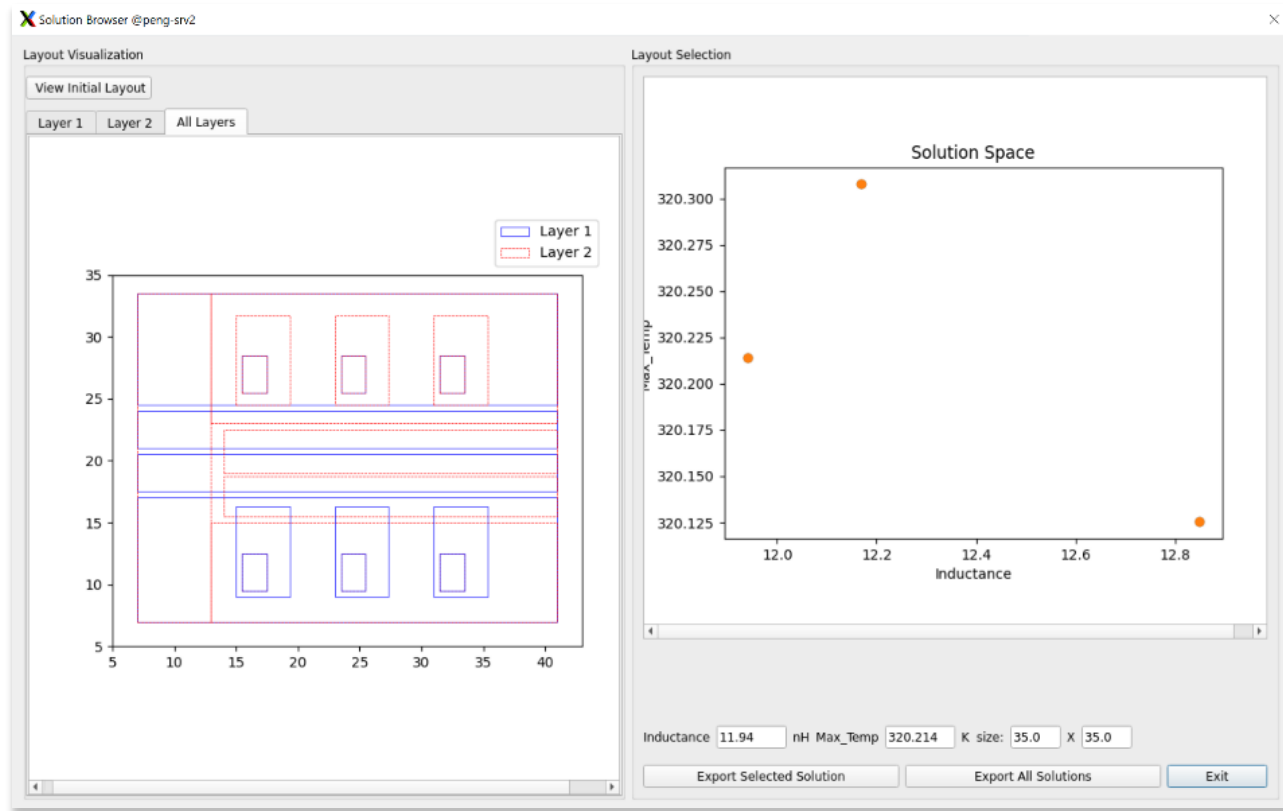 Solution Browser @peng-srv2
Layout Visualization
View Initial Layout
Layer 1 Layer 2 All Layers
Layer 1
Layer 2
35
30
25
20
15
10
5
5 10 15 20 25 30 35 40
Layout Selection
Solution Space
320.300
320.275
320.250
320.225
320.200
320.175
320.150
320.125
Max_Temp
12.0 12.2 12.4 12.6 12.8
Inductance
Inductance 11.94 nH Max_Temp 320.214 K size: 35.0 X 35.0
Export Selected Solution Export All Solutions Exit